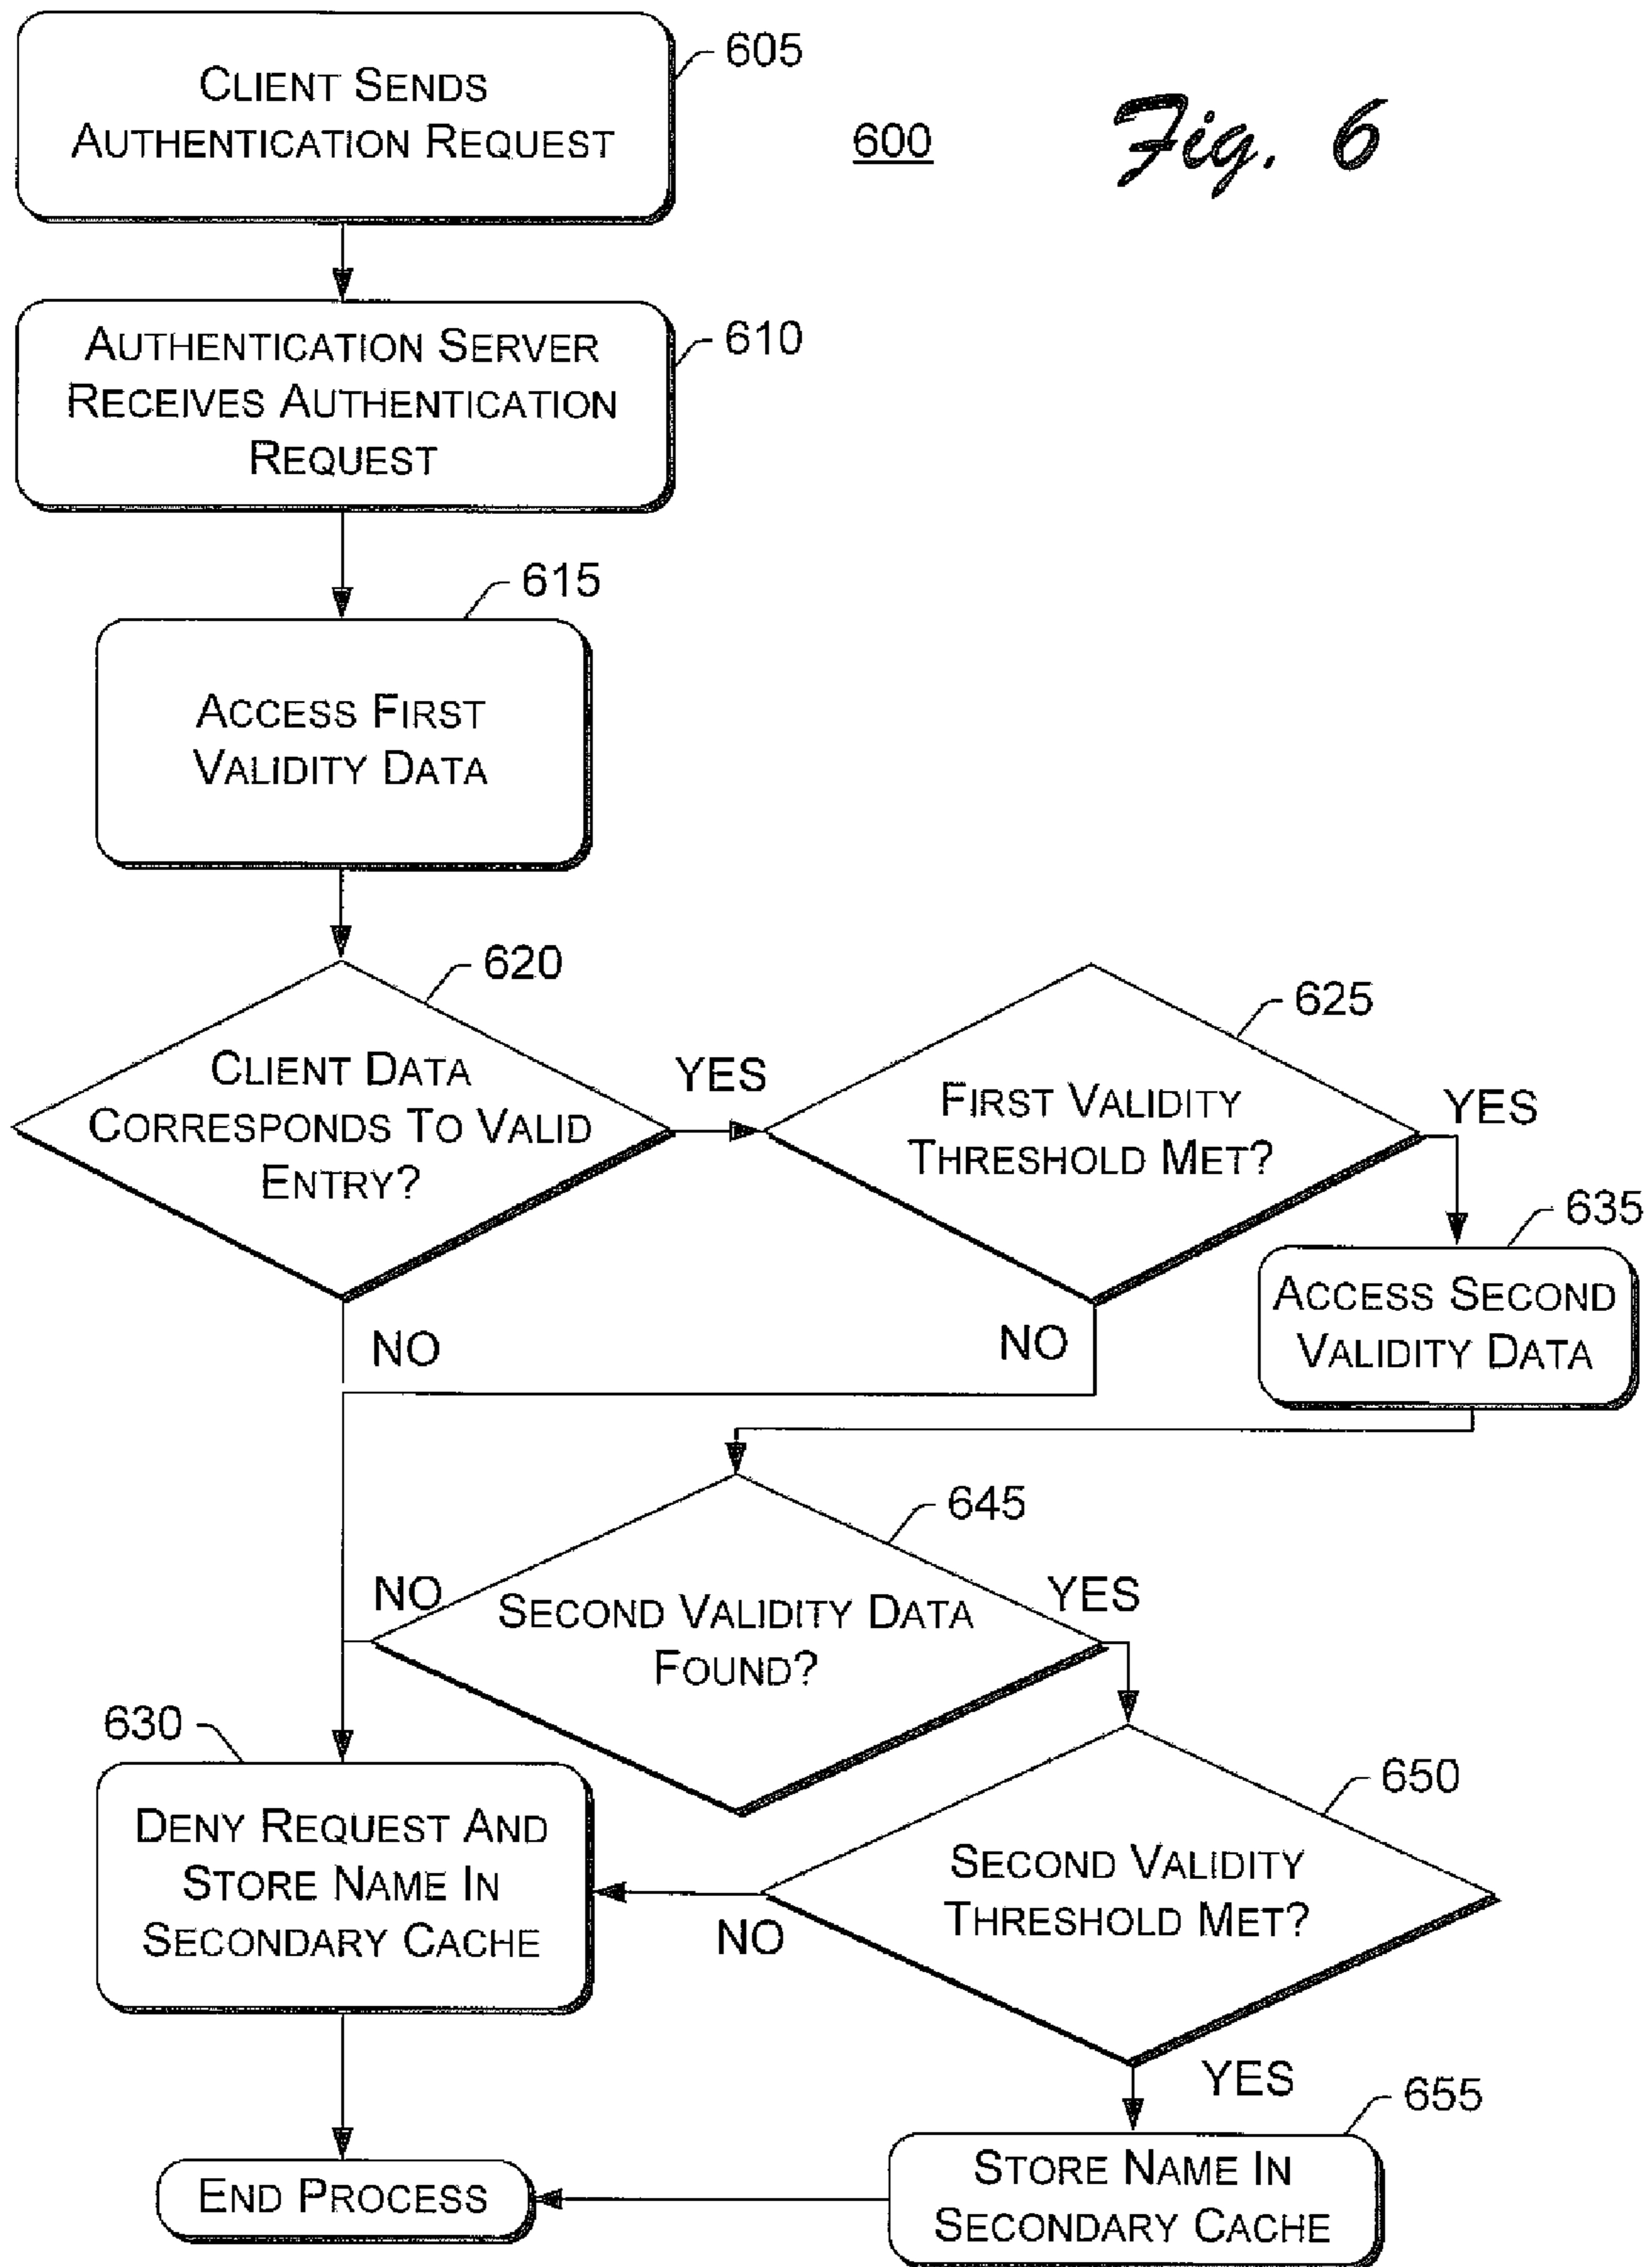 CLIENT SENDS
AUTHENTICATION REQUEST
605
600
Fig. 6
AUTHENTICATION SERVER
RECEIVES AUTHENTICATION
REQUEST
610
615
ACCESS FIRST
VALIDITY DATA
620
CLIENT DATA
CORRESPONDS TO VALID
ENTRY?
YES
NO
625
FIRST VALIDITY
THRESHOLD MET?
YES
NO
635
ACCESS SECOND
VALIDITY DATA
645
SECOND VALIDITY DATA
FOUND?
NO
YES
630
DENY REQUEST AND
STORE NAME IN
SECONDARY CACHE
650
SECOND VALIDITY
THRESHOLD MET?
NO
YES
655
STORE NAME IN
SECONDARY CACHE
END PROCESS